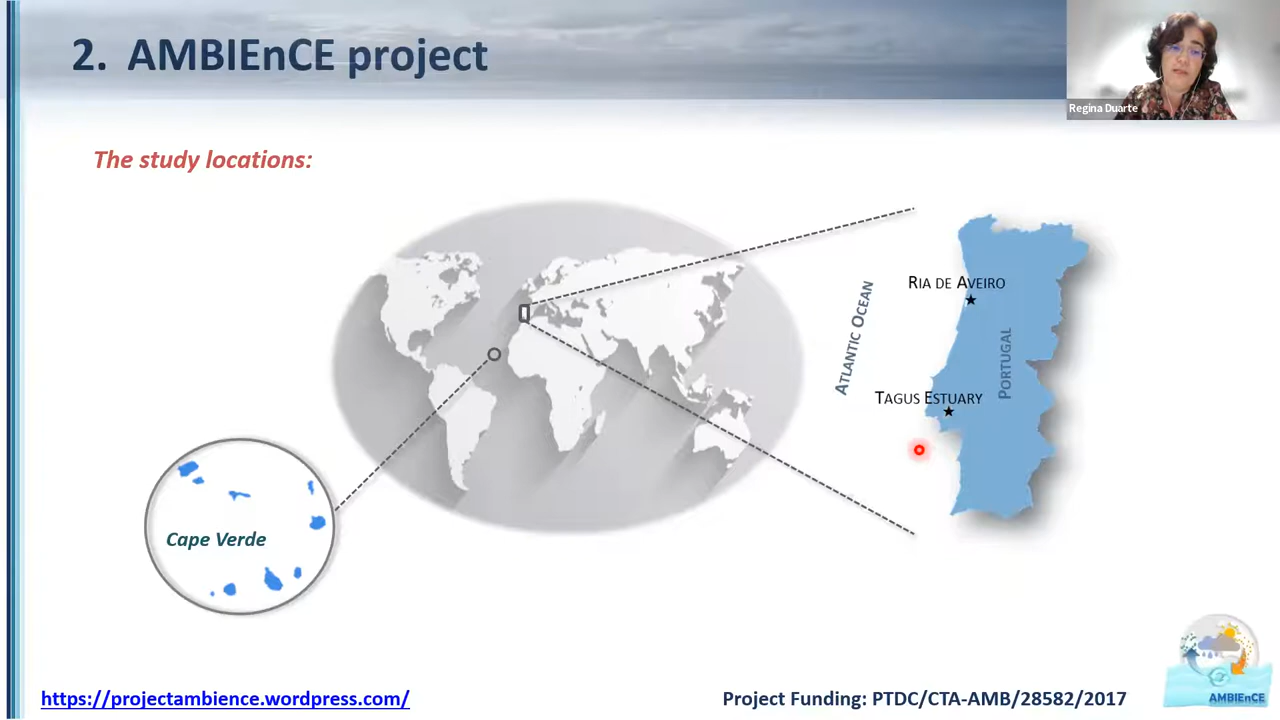 2. AMBIEnCE project
Regina Duarte
The study locations:
RIA DE AVEIRO
ATLANTIC OCEAN
PORTUGAL
TAGUS ESTUARY
Cape Verde
AMBIEnCE
https://projectambience.wordpress.com/
Project Funding: PTDC/CTA-AMB/28582/2017